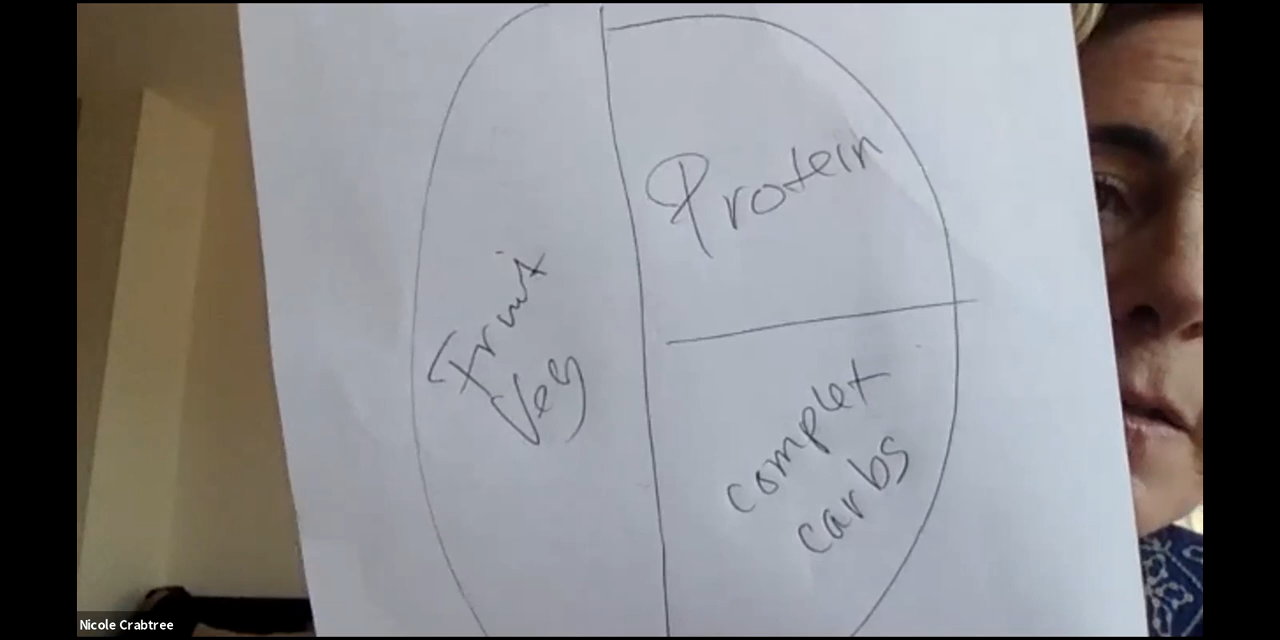 Fruit
Veg
Protein
complet
carbs
Nicole Crabtree